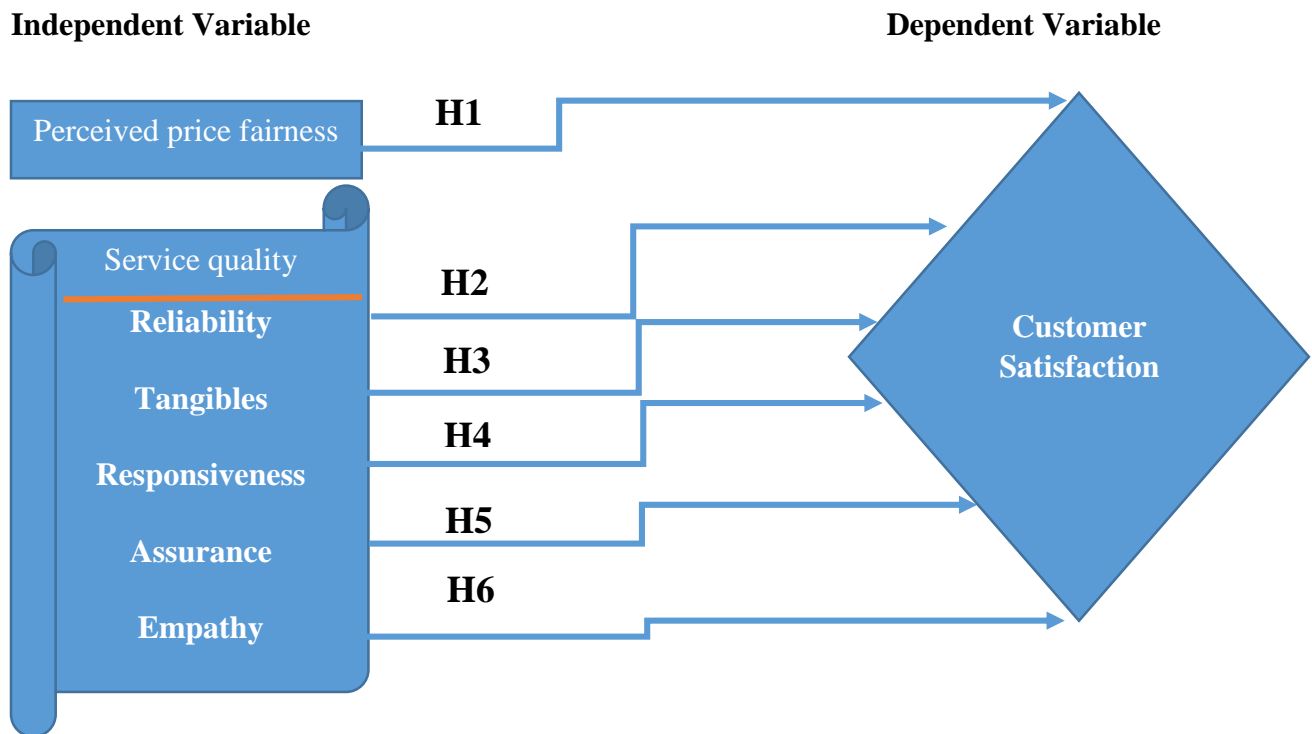 Independent Variable
Dependent Variable
H1
Perceived price fairness
Service quality
H2
Reliability
H3
Tangibles
H4
Responsiveness
H5
Assurance
H6
Empathy
Customer
Satisfaction